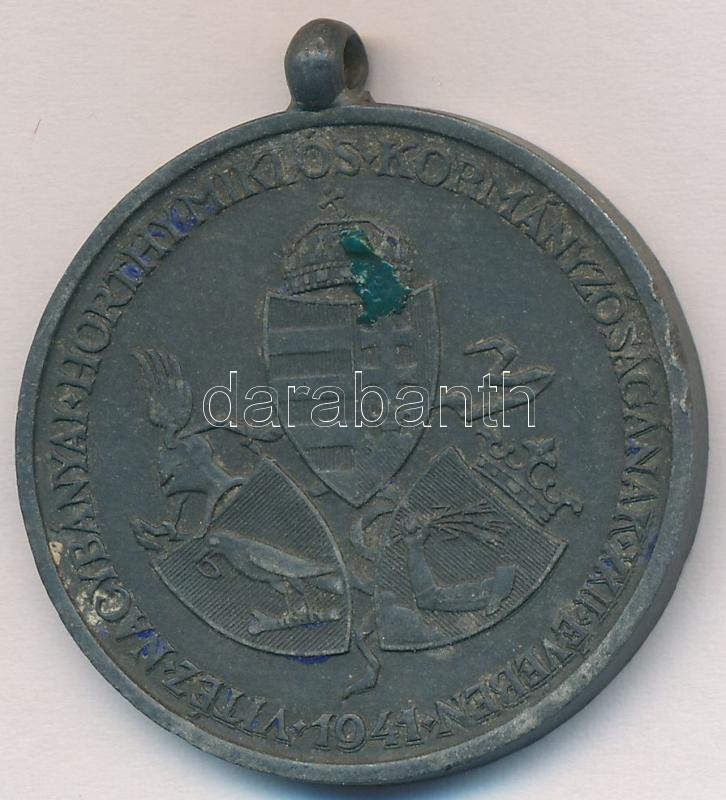 VITÉZ · NAGYBÁNYAI · HORTHY · MIKLÓS · KORMÁNYZÓSÁGÁNAK · XXII · ÉVÉBEN · 1941 ·
darabanth